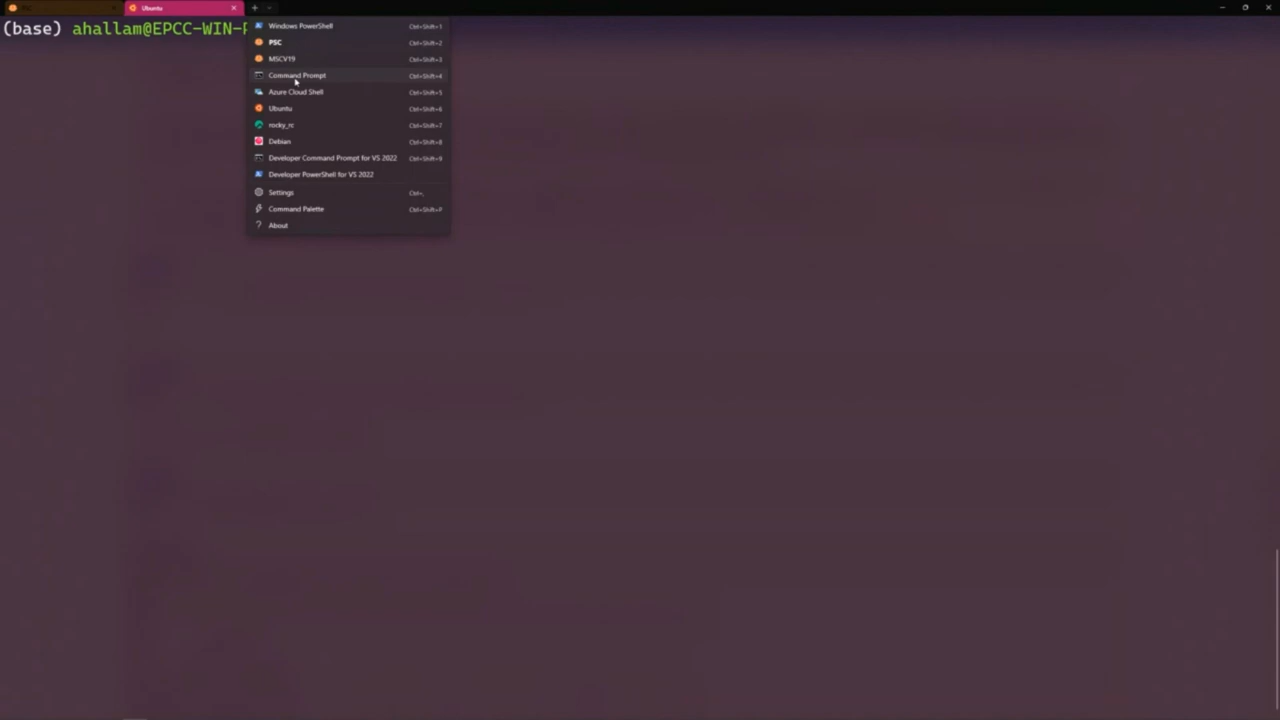 PSC
Ubuntu
(base) ahallam@EPCC-WIN-
Windows PowerShell Ctrl+Shift+1
PSC Ctrl+Shift+2
MSCV19 Ctrl+Shift+3
Command Prompt Ctrl+Shift+4
Azure Cloud Shell Ctrl+Shift+5
Ubuntu Ctrl+Shift+6
rocky_rc Ctrl+Shift+7
Debian Ctrl+Shift+8
Developer Command Prompt for VS 2022 Ctrl+Shift+9
Developer PowerShell for VS 2022
Settings Ctrl+,
Command Palette Ctrl+Shift+P
About